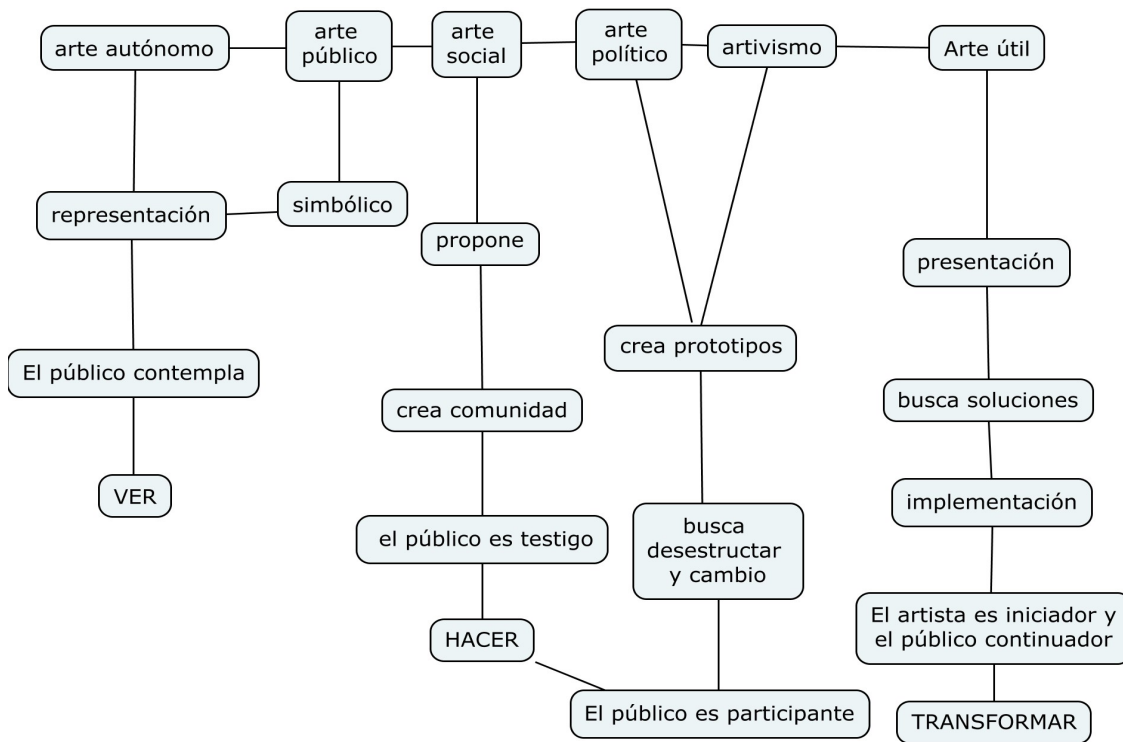 arte autónomo
arte
público
arte
social
arte
político
artivismo
Arte útil
representación
simbólico
propone
presentación
crea prototipos
El público contempla
crea comunidad
busca soluciones
VER
implementación
el público es testigo
busca
desestructar
y cambio
El artista es iniciador y
el público continuador
HACER
El público es participante
TRANSFORMAR